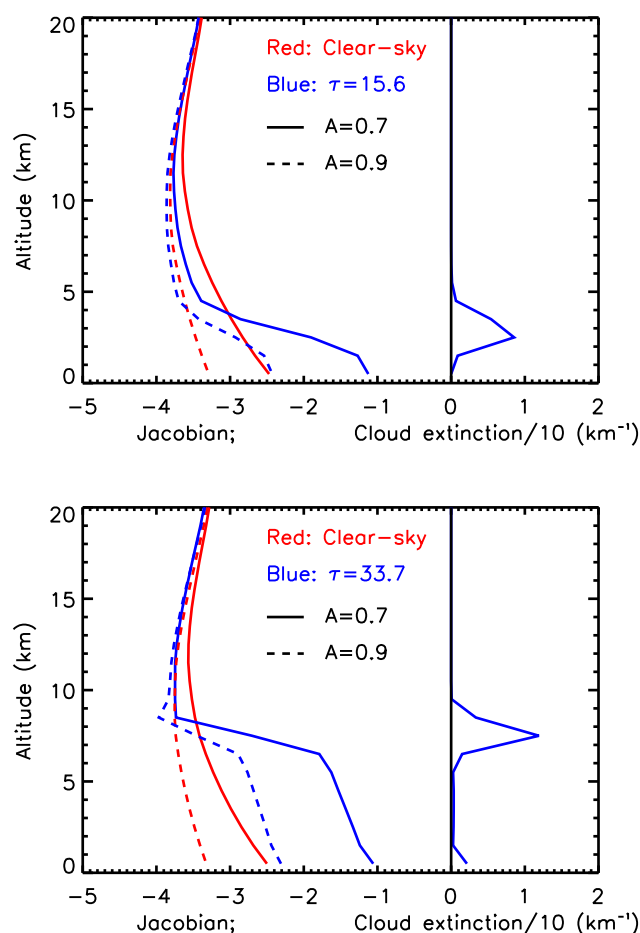 20
Red: Clear-sky
Blue: τ=15.6
15
A=0.7
A=0.9
Altitude (km)
10
5
0
-5 -4 -3 -2 -1 0 1 2
Jacobian; Cloud extinction/10 (km⁻¹)
20
Red: Clear-sky
Blue: τ=33.7
15
A=0.7
A=0.9
Altitude (km)
10
5
0
-5 -4 -3 -2 -1 0 1 2
Jacobian; Cloud extinction/10 (km⁻¹)